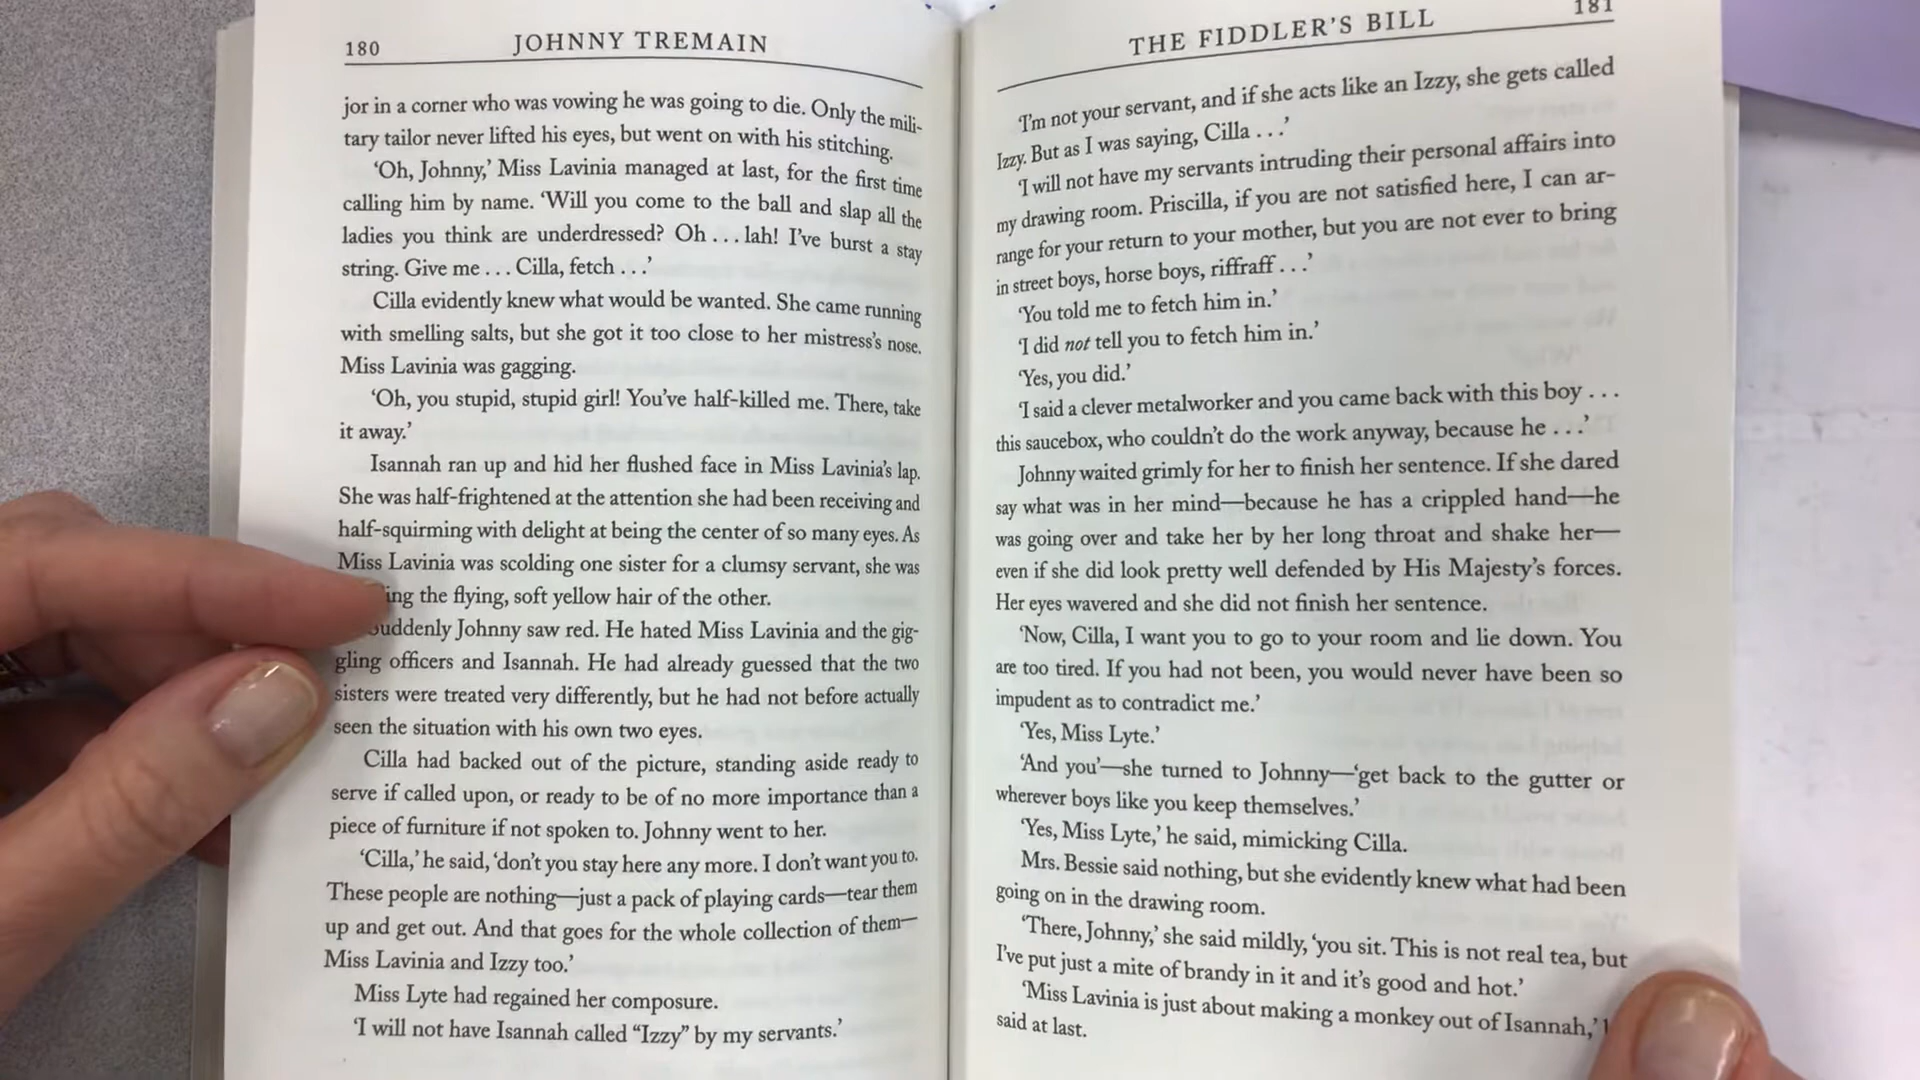 180 JOHNNY TREMAIN
jor in a corner who was vowing he was going to die. Only the mili-
tary tailor never lifted his eyes, but went on with his stitching.
‘Oh, Johnny,’ Miss Lavinia managed at last, for the first time
calling him by name. ‘Will you come to the ball and slap all the
ladies you think are underdressed? Oh . . . lah! I’ve burst a stay
string. Give me . . . Cilla, fetch . . .’
Cilla evidently knew what would be wanted. She came running
with smelling salts, but she got it too close to her mistress’s nose.
Miss Lavinia was gagging.
‘Oh, you stupid, stupid girl! You’ve half-killed me. There, take
it away.’
Isannah ran up and hid her flushed face in Miss Lavinia’s lap.
She was half-frightened at the attention she had been receiving and
half-squirming with delight at being the center of so many eyes. As
Miss Lavinia was scolding one sister for a clumsy servant, she was
ing the flying, soft yellow hair of the other.
Suddenly Johnny saw red. He hated Miss Lavinia and the gig-
gling officers and Isannah. He had already guessed that the two
sisters were treated very differently, but he had not before actually
seen the situation with his own two eyes.
Cilla had backed out of the picture, standing aside ready to
serve if called upon, or ready to be of no more importance than a
piece of furniture if not spoken to. Johnny went to her.
‘Cilla,’ he said, ‘don’t you stay here any more. I don’t want you to.
These people are nothing—just a pack of playing cards—tear them
up and get out. And that goes for the whole collection of them—
Miss Lavinia and Izzy too.’
Miss Lyte had regained her composure.
‘I will not have Isannah called “Izzy” by my servants.’
THE FIDDLER’S BILL 181
‘I’m not your servant, and if she acts like an Izzy, she gets called
Izzy. But as I was saying, Cilla . . .’
‘I will not have my servants intruding their personal affairs into
my drawing room. Priscilla, if you are not satisfied here, I can ar-
range for your return to your mother, but you are not ever to bring
in street boys, horse boys, riffraff . . .’
‘You told me to fetch him in.’
‘I did not tell you to fetch him in.’
‘Yes, you did.’
‘I said a clever metalworker and you came back with this boy . . .
this saucebox, who couldn’t do the work anyway, because he . . .’
Johnny waited grimly for her to finish her sentence. If she dared
say what was in her mind—because he has a crippled hand—he
was going over and take her by her long throat and shake her—
even if she did look pretty well defended by His Majesty’s forces.
Her eyes wavered and she did not finish her sentence.
‘Now, Cilla, I want you to go to your room and lie down. You
are too tired. If you had not been, you would never have been so
impudent as to contradict me.’
‘Yes, Miss Lyte.’
‘And you’—she turned to Johnny—‘get back to the gutter or
wherever boys like you keep themselves.’
‘Yes, Miss Lyte,’ he said, mimicking Cilla.
Mrs. Bessie said nothing, but she evidently knew what had been
going on in the drawing room.
‘There, Johnny,’ she said mildly, ‘you sit. This is not real tea, but
I’ve put just a mite of brandy in it and it’s good and hot.’
‘Miss Lavinia is just about making a monkey out of Isannah,’
said at last.